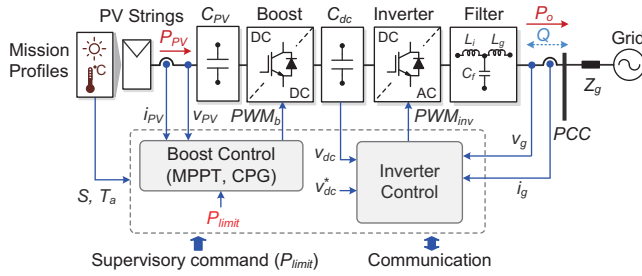 PV Strings
C_PV
Boost
C_dc
Inverter
Filter
P_o
Q
Grid
Mission
Profiles
°C
P_PV
DC
DC
DC
AC
L_i
L_g
C_f
Z_g
PCC
i_PV
v_PV
PWM_b
PWM_inv
v_g
Boost Control
(MPPT, CPG)
v_dc
v*_dc
Inverter
Control
i_g
S, T_a
P_limit
Supervisory command (P_limit)
Communication